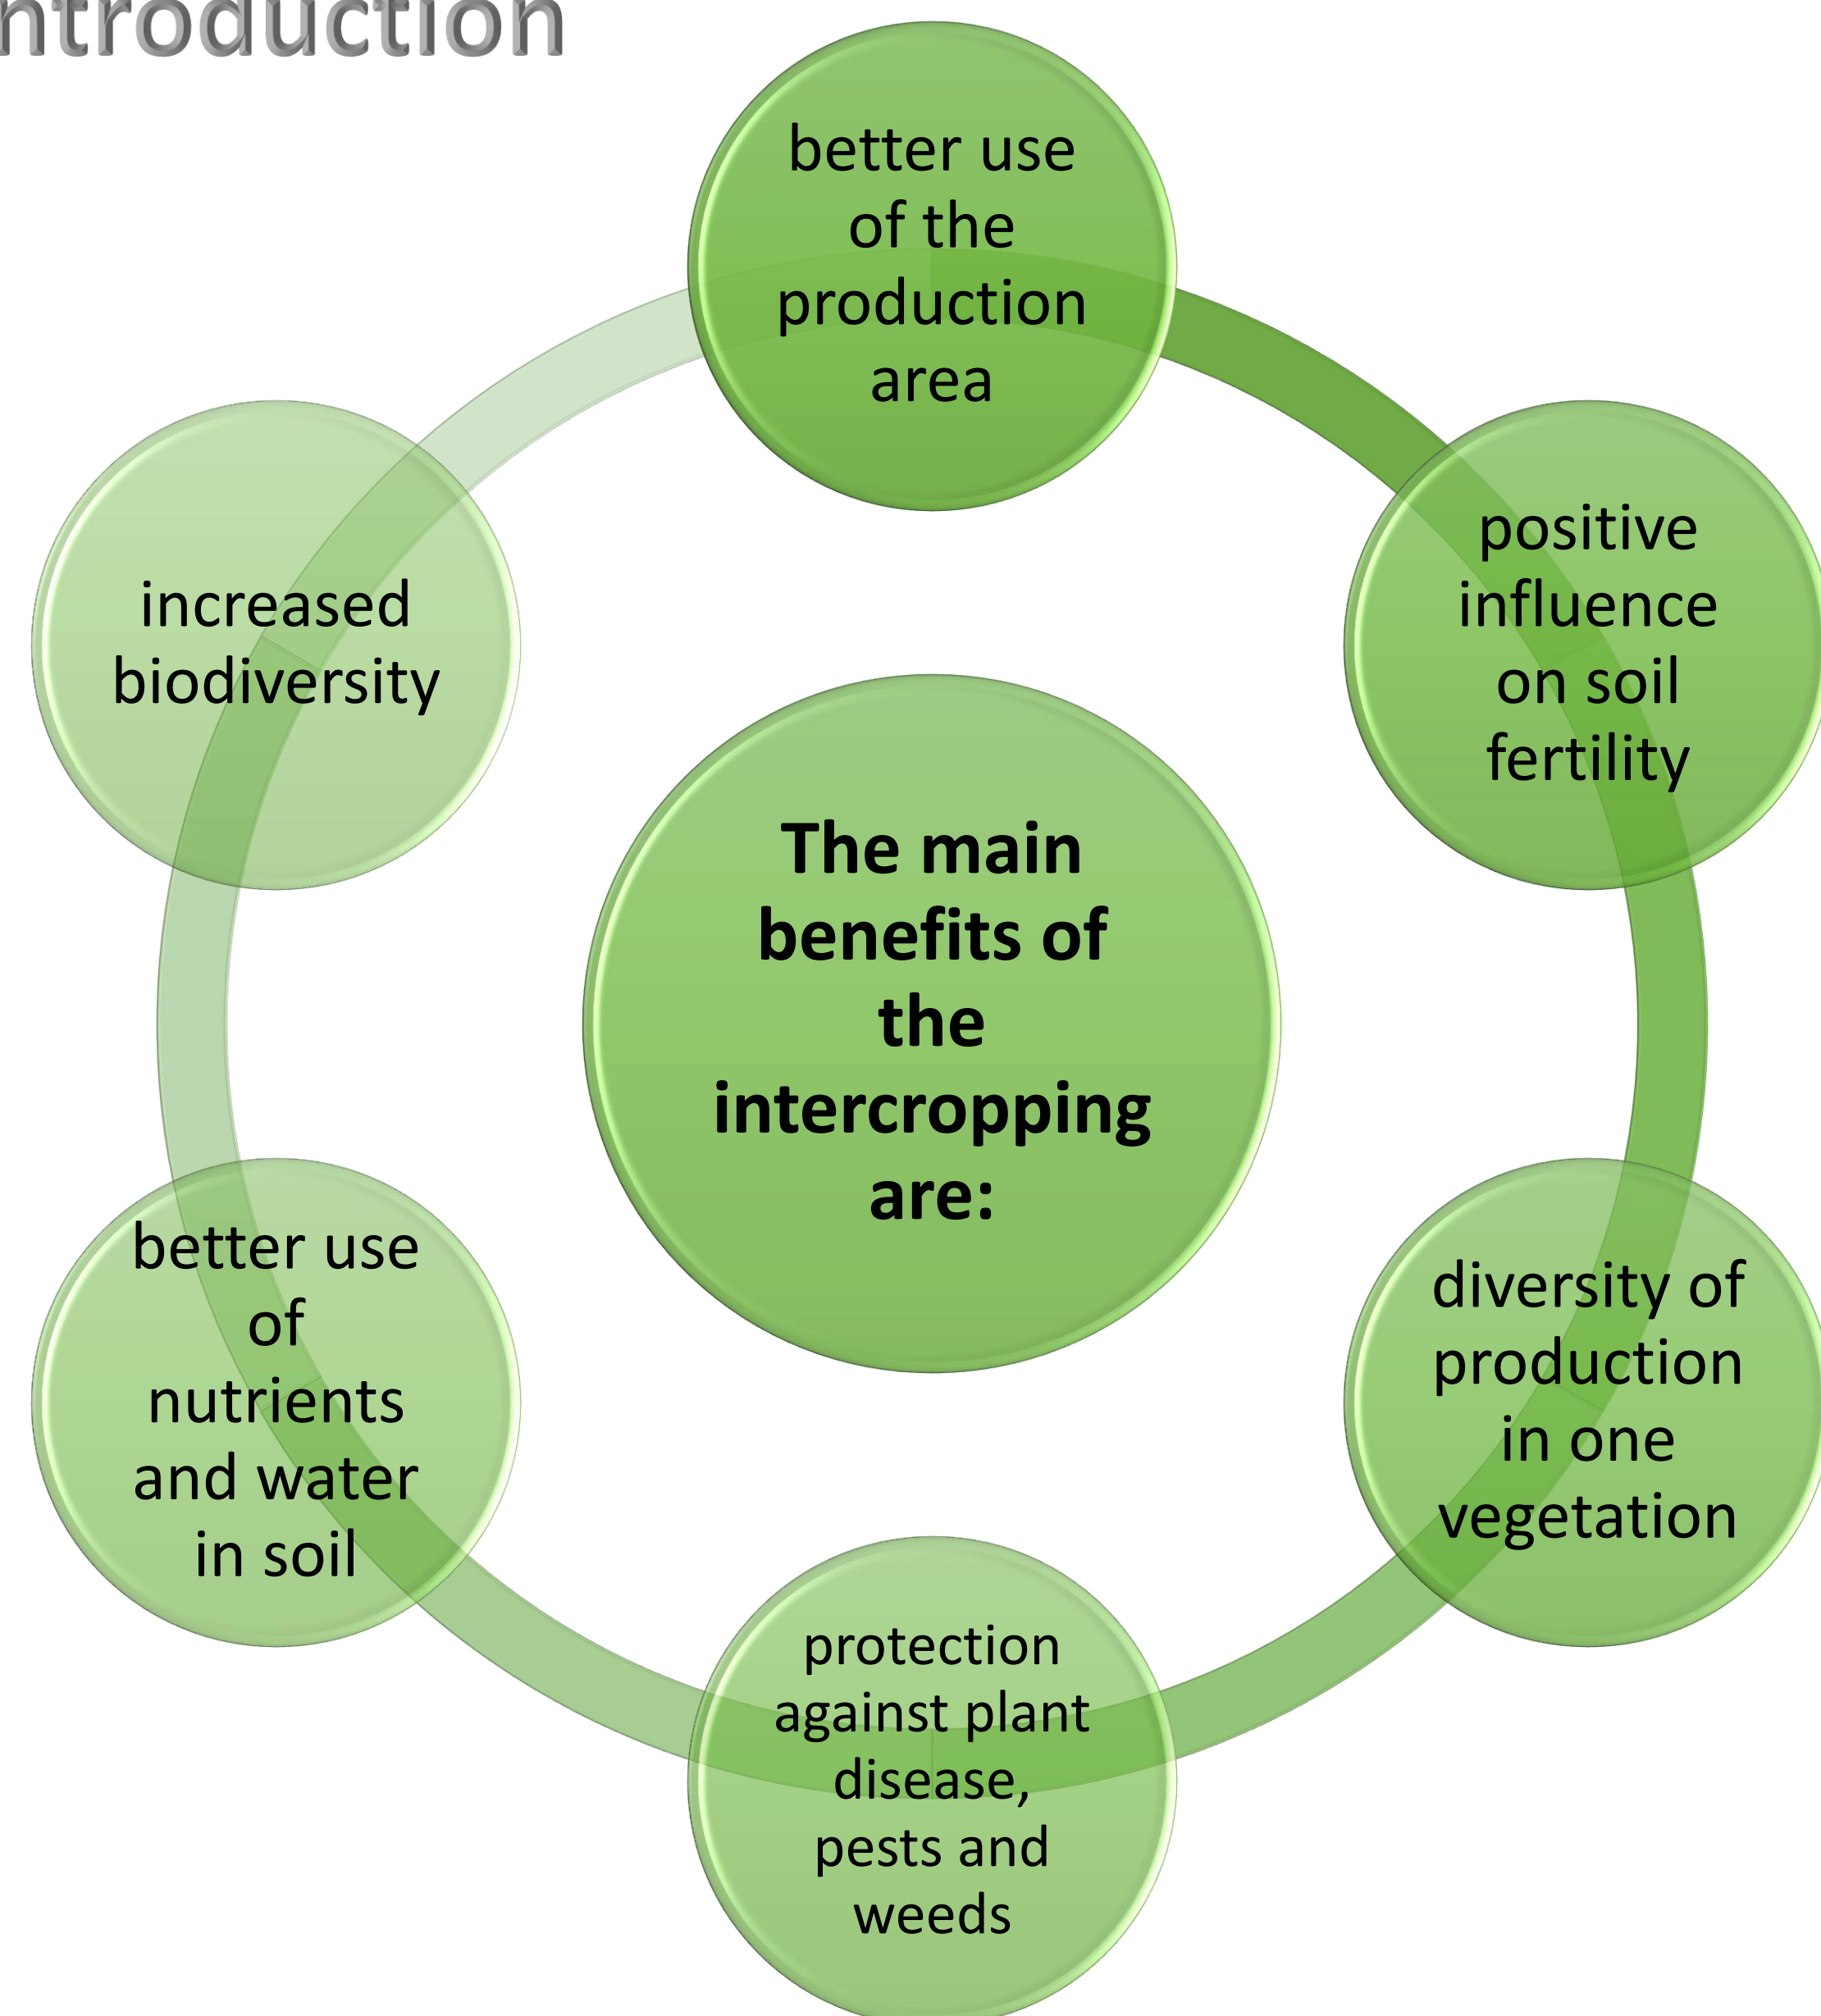 ntroduction
better use
of the
production
area
positive
influence
on soil
fertility
diversity of
production
in one
vegetation
protection
against plant
disease,
pests and
weeds
better use
of
nutrients
and water
in soil
increased
biodiversity
The main
benefits of
the
intercropping
are: